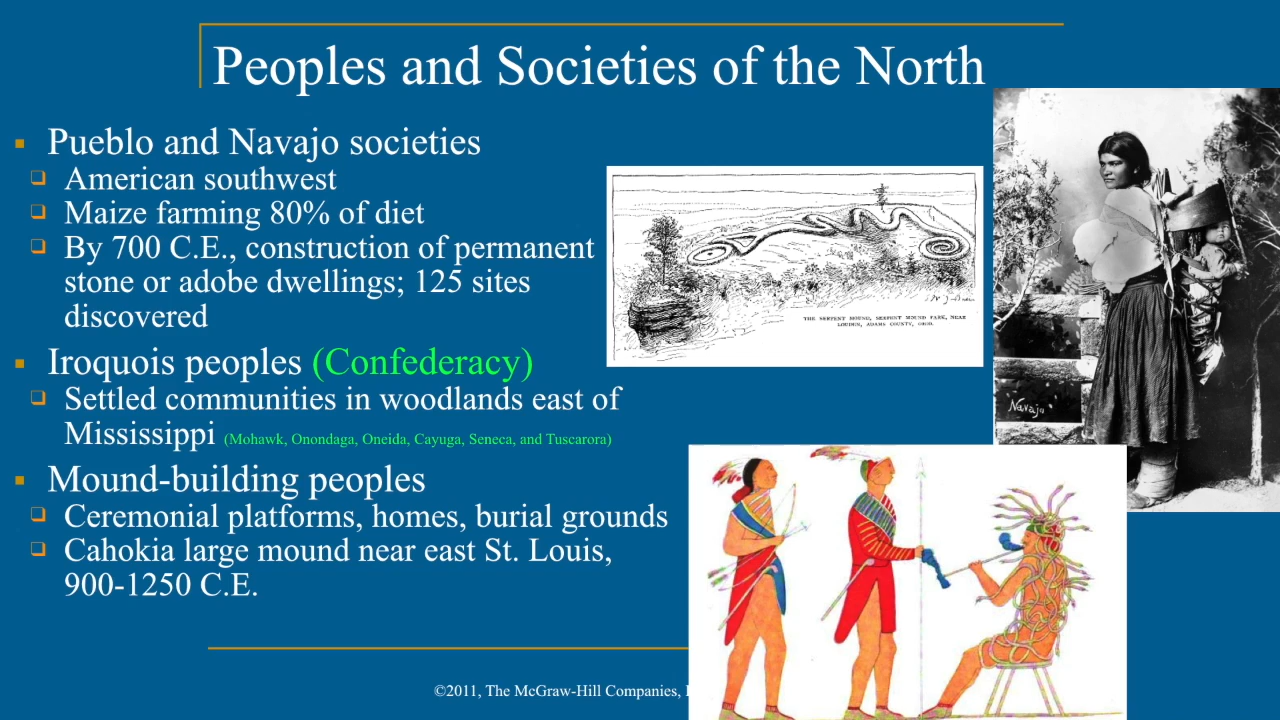 Peoples and Societies of the North
Pueblo and Navajo societies
American southwest
Maize farming 80% of diet
By 700 C.E., construction of permanent
stone or adobe dwellings; 125 sites
discovered
Iroquois peoples (Confederacy)
Settled communities in woodlands east of
Mississippi (Mohawk, Onondaga, Oneida, Cayuga, Seneca, and Tuscarora)
Mound-building peoples
Ceremonial platforms, homes, burial grounds
Cahokia large mound near east St. Louis,
900-1250 C.E.
THE SERPENT MOUND, SERPENT MOUND PARK, NEAR
LOUDEN, ADAMS COUNTY, OHIO.
Navajo
©2011, The McGraw-Hill Companies,